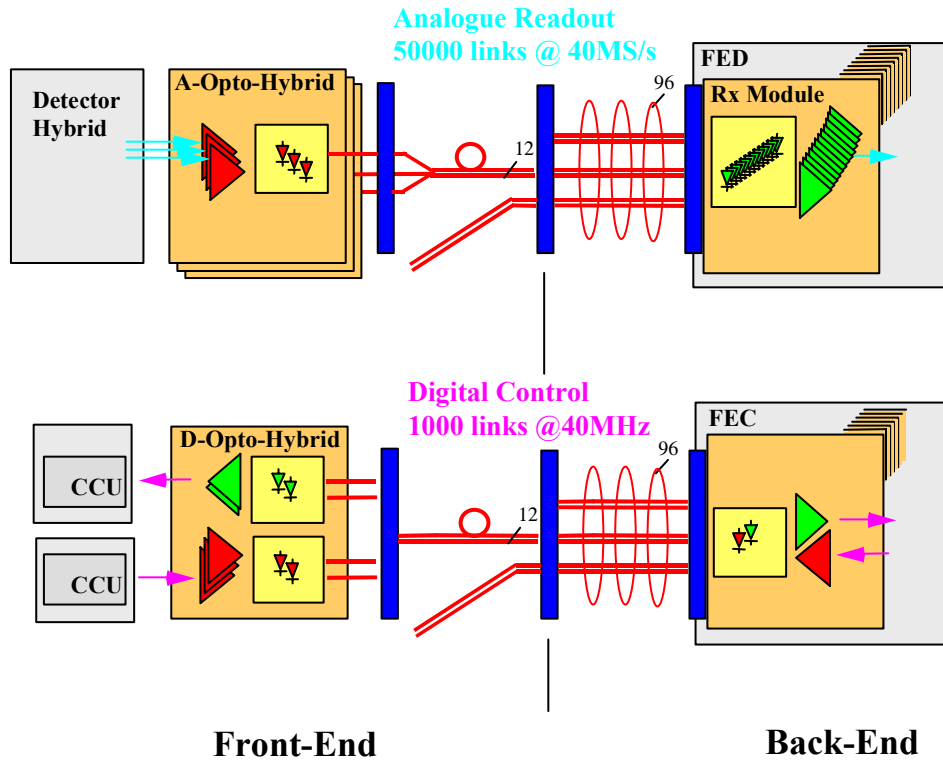 Analogue Readout
50000 links @ 40MS/s
Detector
Hybrid
A-Opto-Hybrid
12
96
FED
Rx Module
Digital Control
1000 links @40MHz
D-Opto-Hybrid
CCU
CCU
12
96
FEC
Front-End
Back-End